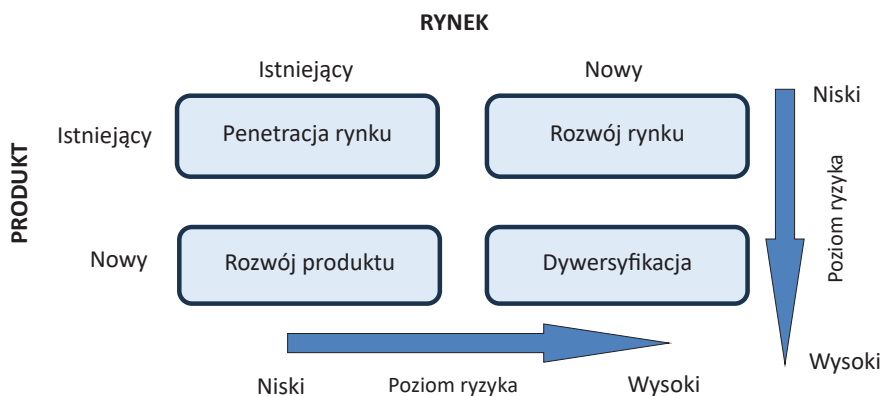 RYNEK
Istniejący
Nowy
Niski
PRODUKT
Istniejący
Penetracja rynku
Rozwój rynku
Poziom ryzyka
Nowy
Rozwój produktu
Dywersyfikacja
Wysoki
Niski
Poziom ryzyka
Wysoki